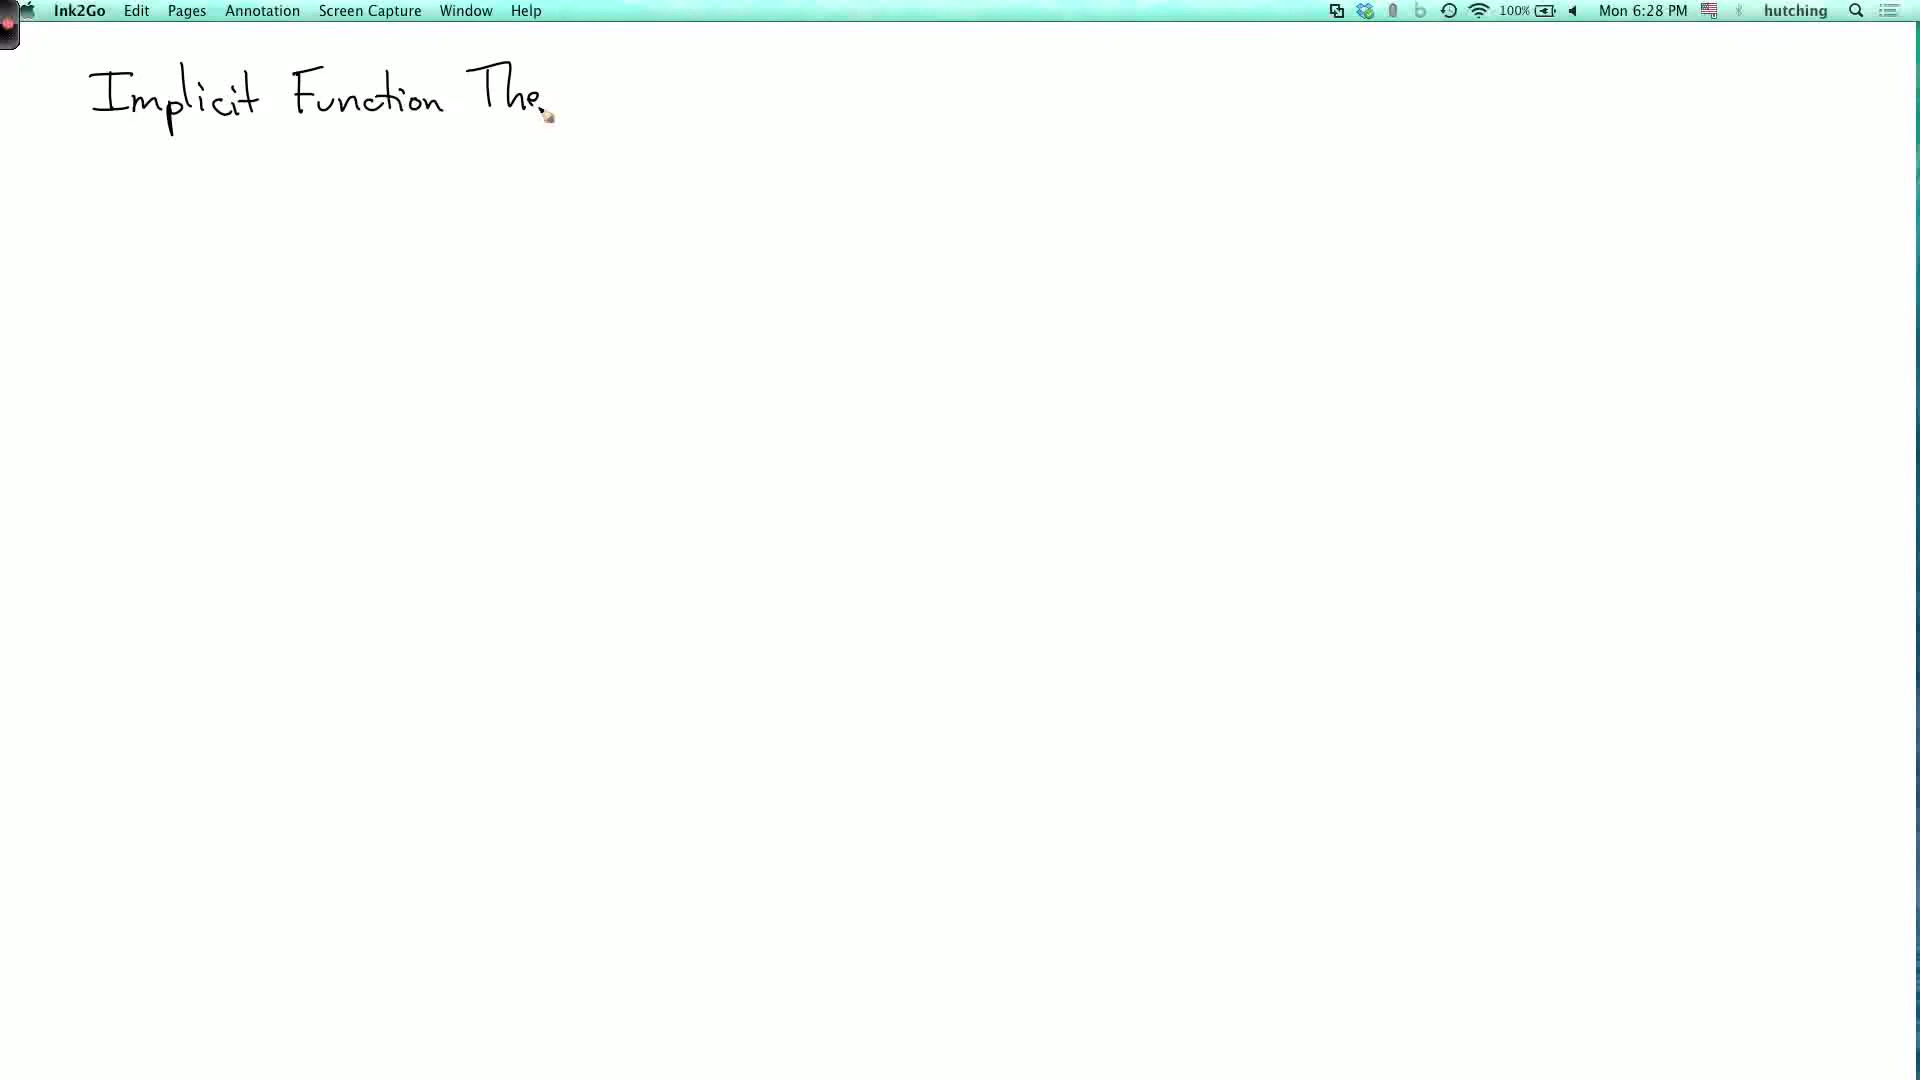 Ink2Go Edit Pages Annotation Screen Capture Window Help 100% Mon 6:28 PM hutching
Implicit Function The